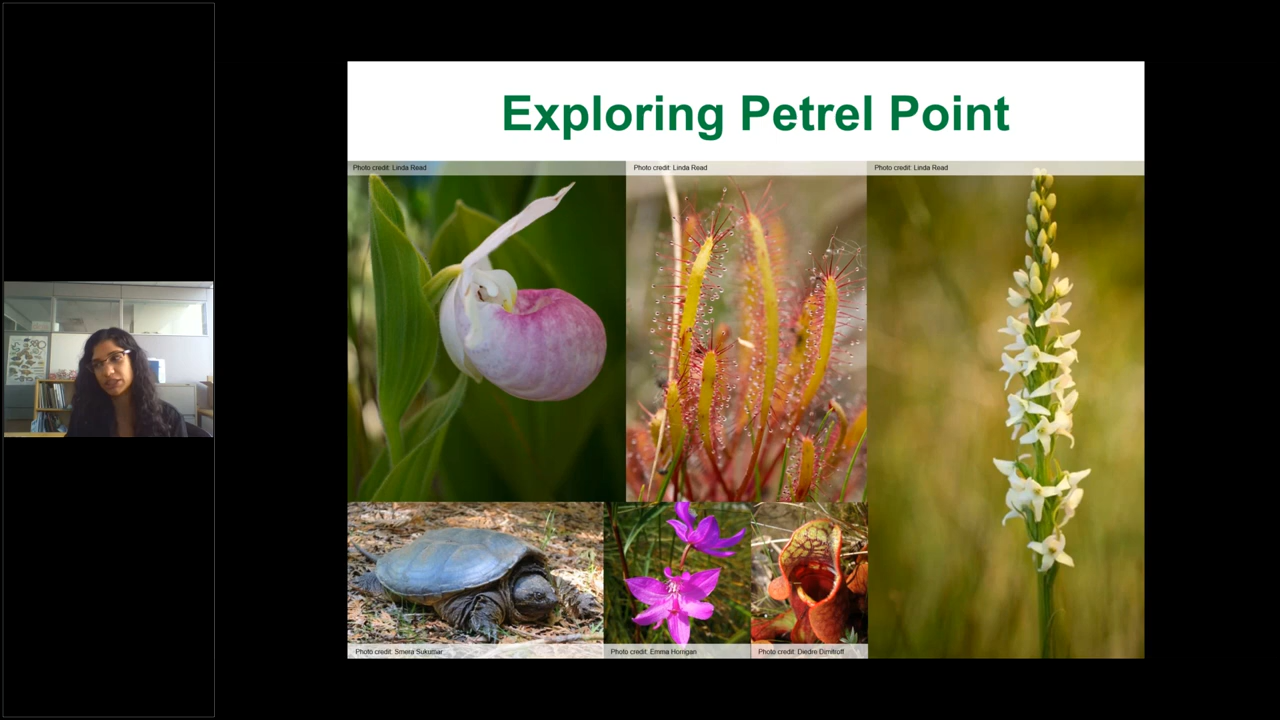 Exploring Petrel Point
Photo credit: Linda Read
Photo credit: Linda Read
Photo credit: Linda Read
Photo credit: Smera Sukumar
Photo credit: Emma Horrigan
Photo credit: Diedre Dimitroff